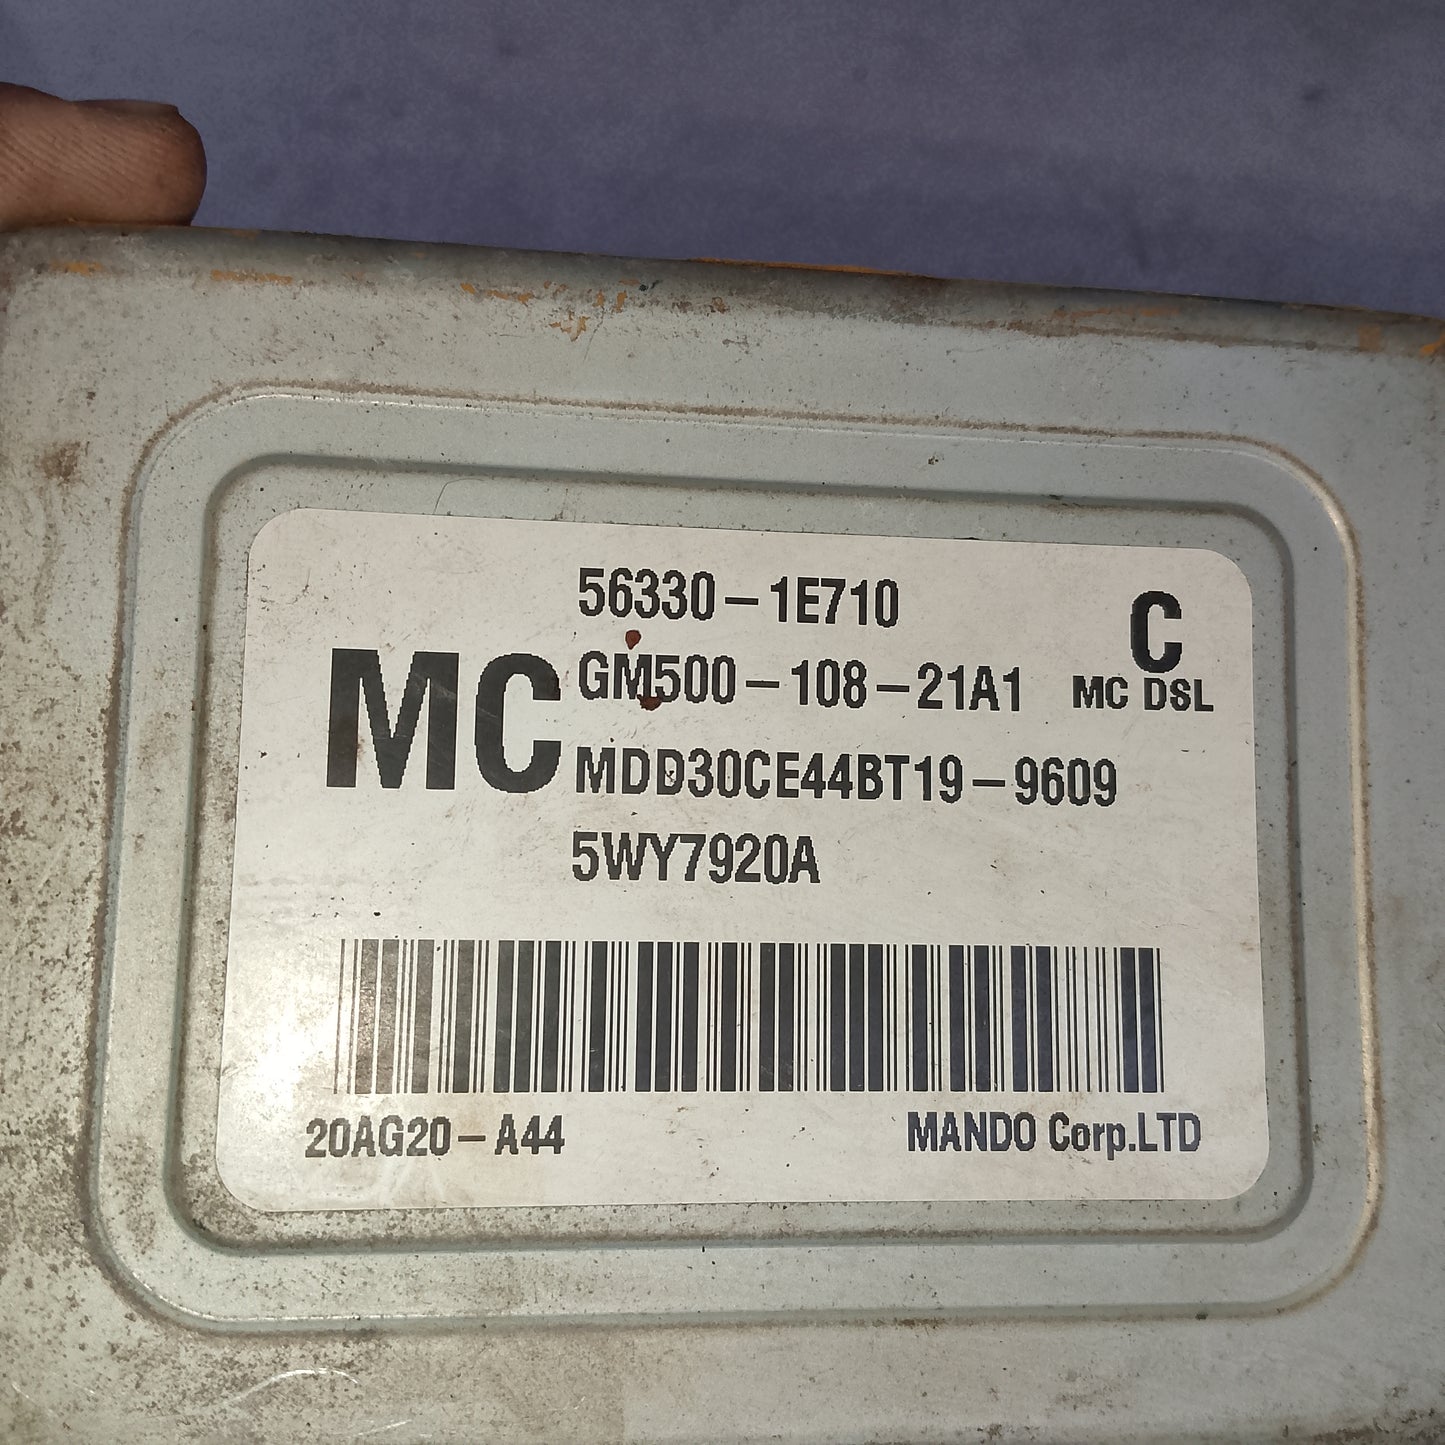 56330-1E710
C
MC
GM500-108-21A1
MC DSL
MDD30CE44BT19-9609
5WY7920A
20AG20-A44
MANDO Corp.LTD